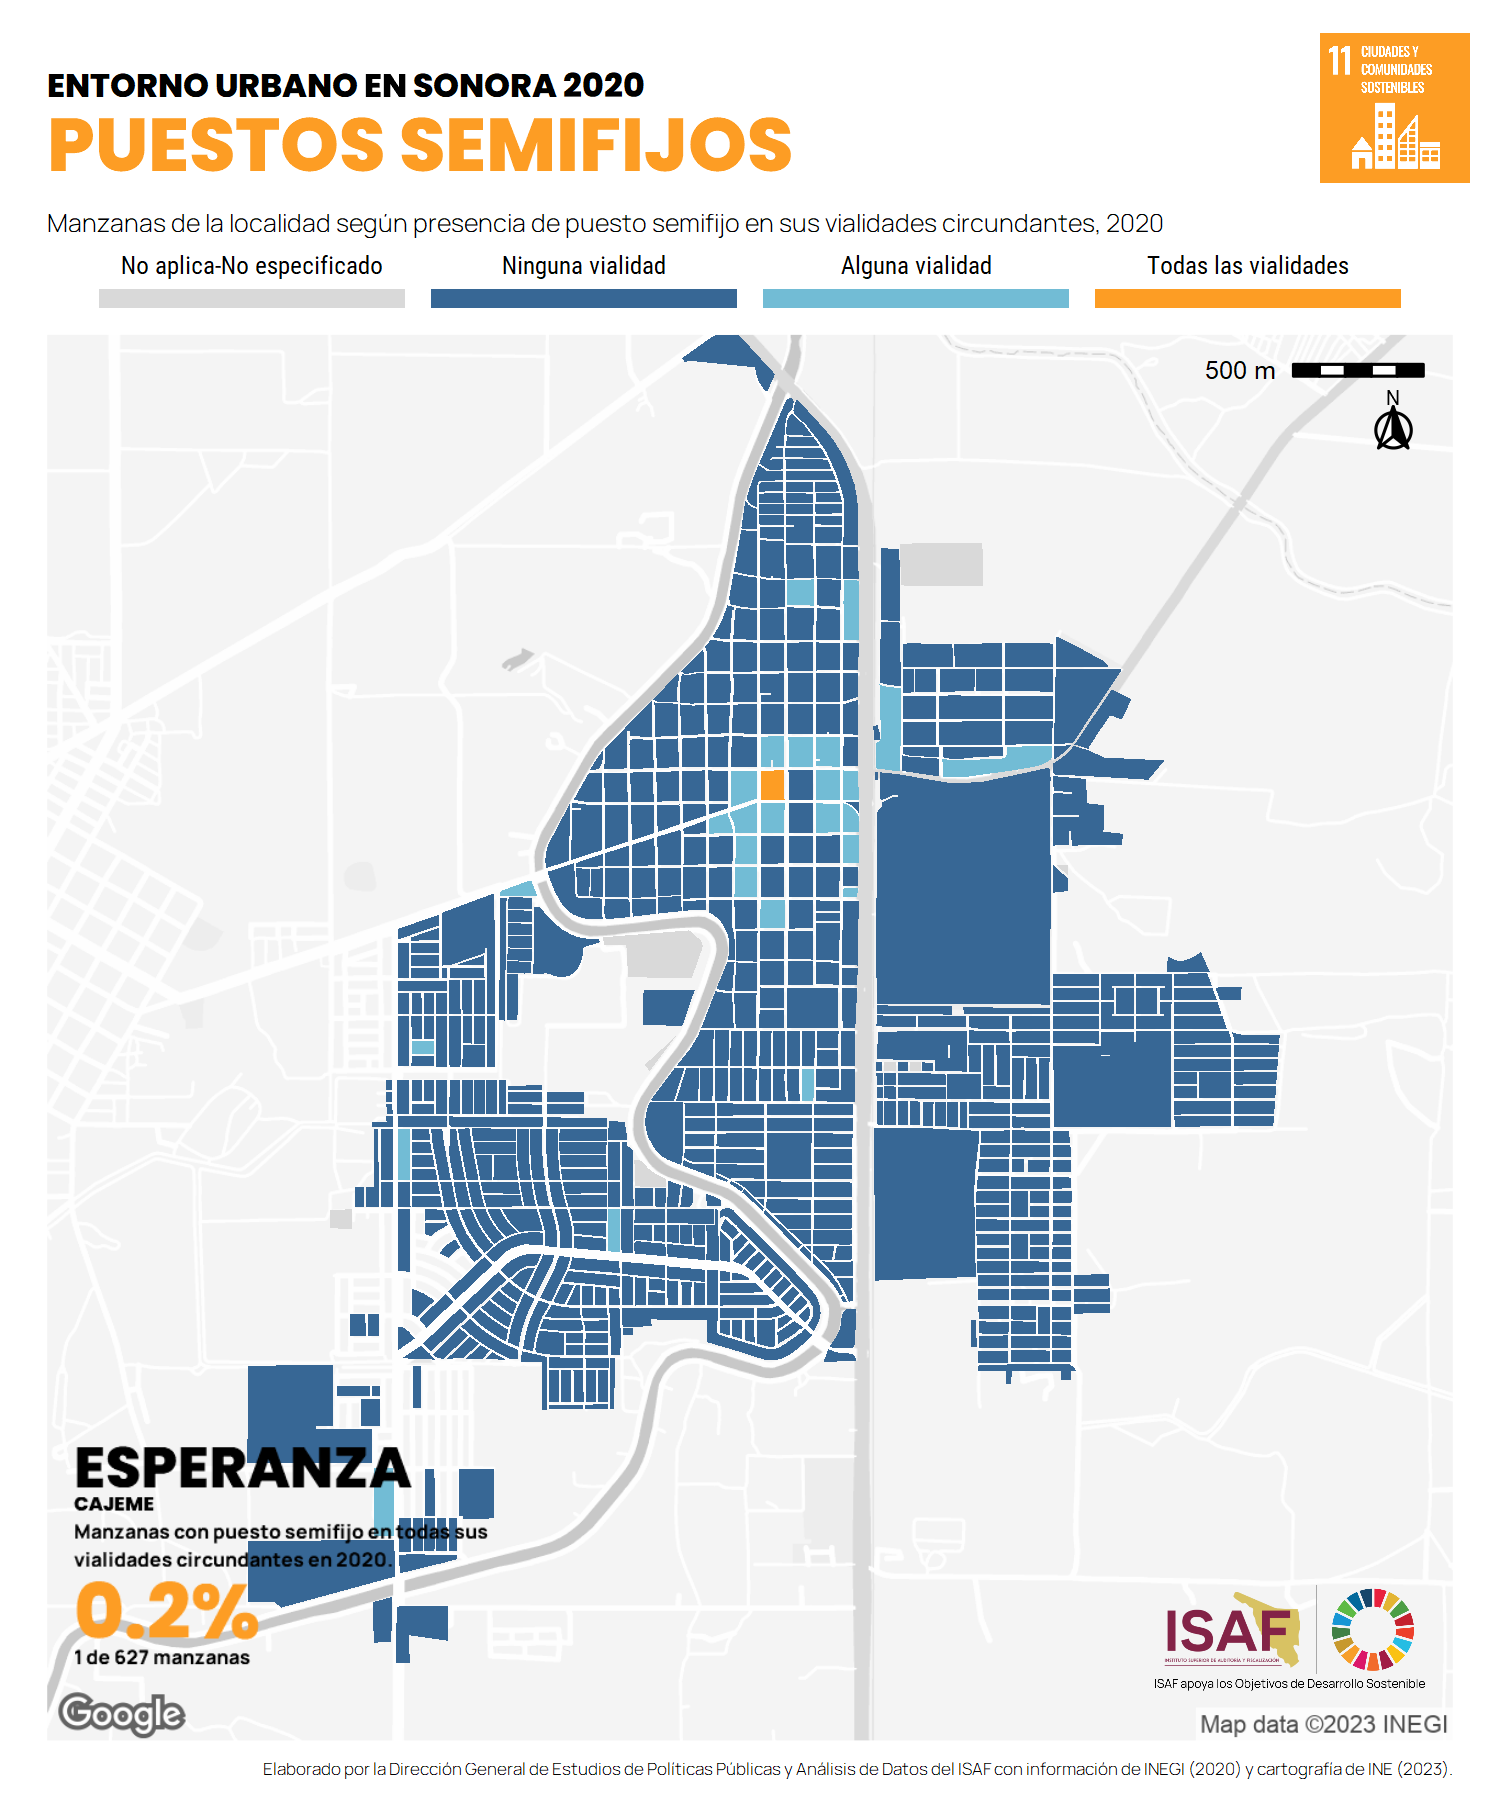 ENTORNO URBANO EN SONORA 2020
PUESTOS SEMIFIJOS
11 CIUDADES Y
COMUNIDADES
SOSTENIBLES
Manzanas de la localidad según presencia de puesto semifijo en sus vialidades circundantes, 2020
No aplica-No especificado Ninguna vialidad Alguna vialidad Todas las vialidades
500 m
N
ESPERANZA
CAJEME
Manzanas con puesto semifijo en todas sus
vialidades circundantes en 2020.
0.2%
1 de 627 manzanas
ISAF
INSTITUTO SUPERIOR DE AUDITORÍA Y FISCALIZACIÓN
ISAF apoya los Objetivos de Desarrollo Sostenible
Google
Map data ©2023 INEGI
Elaborado por la Dirección General de Estudios de Políticas Públicas y Análisis de Datos del ISAF con información de INEGI (2020) y cartografía de INE (2023).